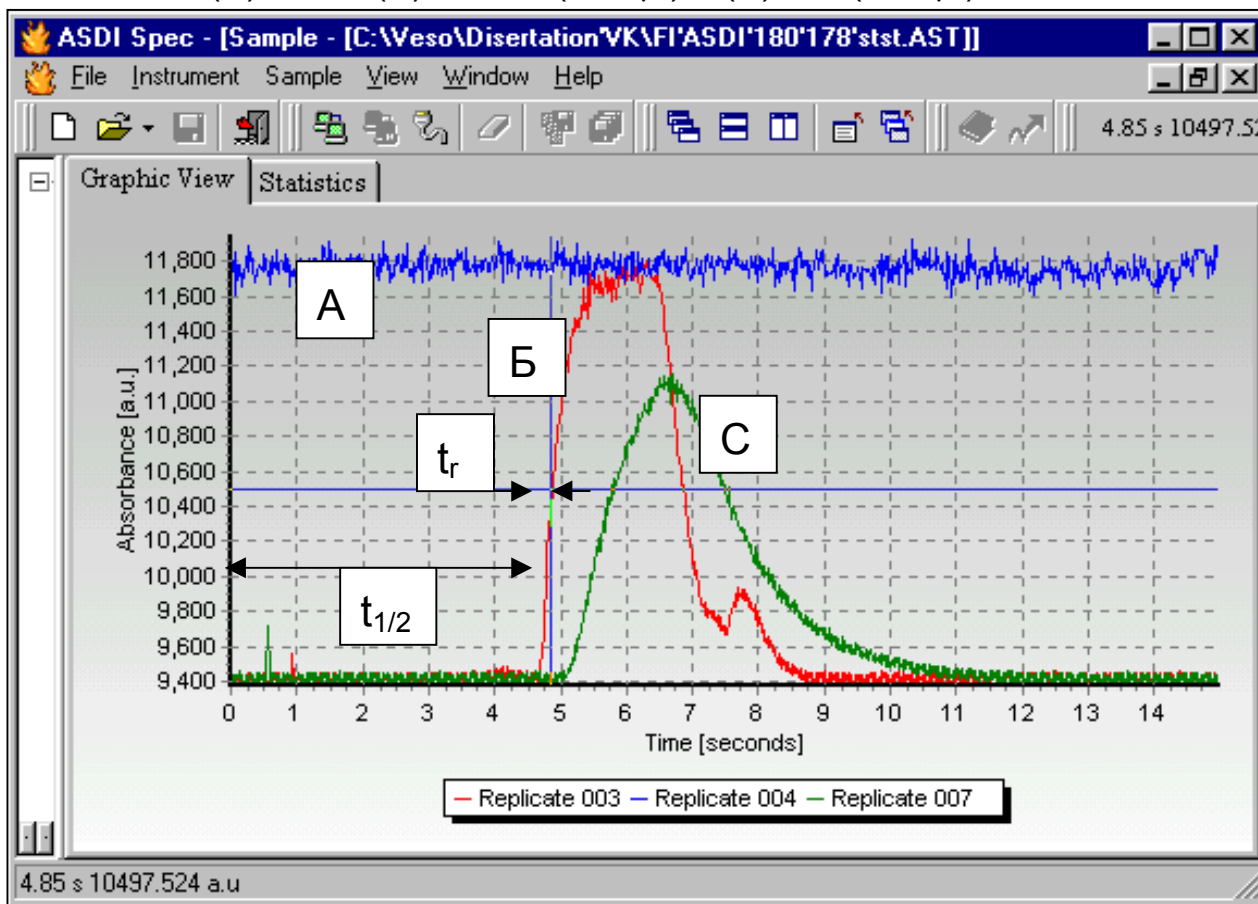 ASDI Spec - [Sample - [C:\Veso\Disertation'VK\FI'ASDI'180'178'stst.AST]]
File Instrument Sample View Window Help
4.85 s 10497.52
Graphic View Statistics
11,800
11,600
11,400
11,200
11,000
10,800
10,600
10,400
10,200
10,000
9,800
9,600
9,400
Absorbance [a.u.]
А
Б
С
tr
t1/2
0 1 2 3 4 5 6 7 8 9 10 11 12 13 14
Time [seconds]
Replicate 003 Replicate 004 Replicate 007
4.85 s 10497.524 a.u